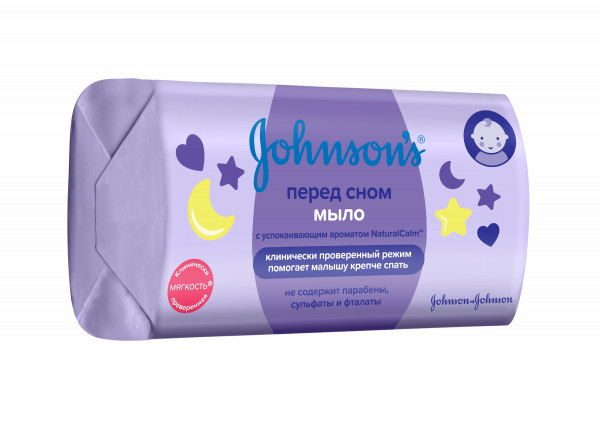 Johnson's®
перед сном
мыло
с успокаивающим ароматом NaturalCalm™
клинически проверенный режим
помогает малышу крепче спать
не содержит парабены,
сульфаты и фталаты
Клинически
МЯГКОСТЬ®
проверенная
Johnson & Johnson